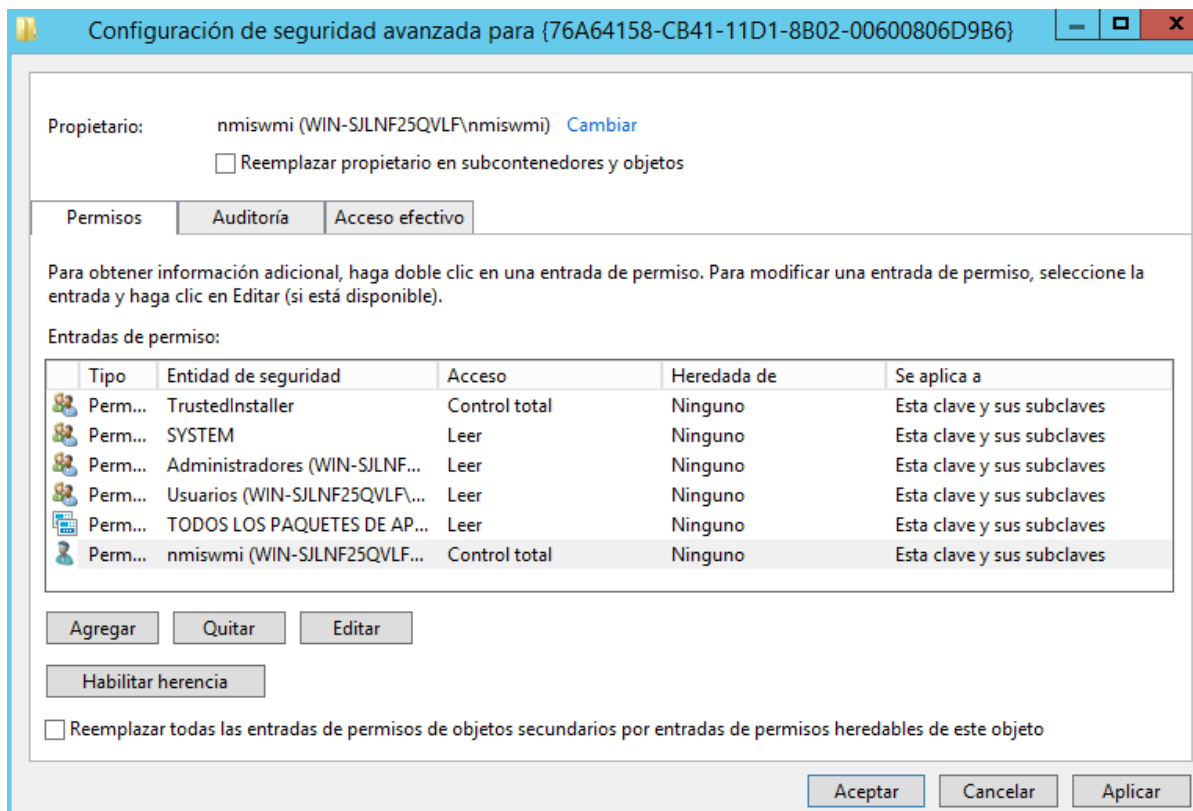 Configuración de seguridad avanzada para {76A64158-CB41-11D1-8B02-00600806D9B6}
Propietario: nmiswmi (WIN-SJLNF25QVLF\nmiswmi) Cambiar
Reemplazar propietario en subcontenedores y objetos
Permisos Auditoría Acceso efectivo
Para obtener información adicional, haga doble clic en una entrada de permiso. Para modificar una entrada de permiso, seleccione la
entrada y haga clic en Editar (si está disponible).
Entradas de permiso:
Tipo Entidad de seguridad Acceso Heredada de Se aplica a
Perm... TrustedInstaller Control total Ninguno Esta clave y sus subclaves
Perm... SYSTEM Leer Ninguno Esta clave y sus subclaves
Perm... Administradores (WIN-SJLNF... Leer Ninguno Esta clave y sus subclaves
Perm... Usuarios (WIN-SJLNF25QVLF\... Leer Ninguno Esta clave y sus subclaves
Perm... TODOS LOS PAQUETES DE AP... Leer Ninguno Esta clave y sus subclaves
Perm... nmiswmi (WIN-SJLNF25QVLF... Control total Ninguno Esta clave y sus subclaves
Agregar Quitar Editar
Habilitar herencia
Reemplazar todas las entradas de permisos de objetos secundarios por entradas de permisos heredables de este objeto
Aceptar Cancelar Aplicar